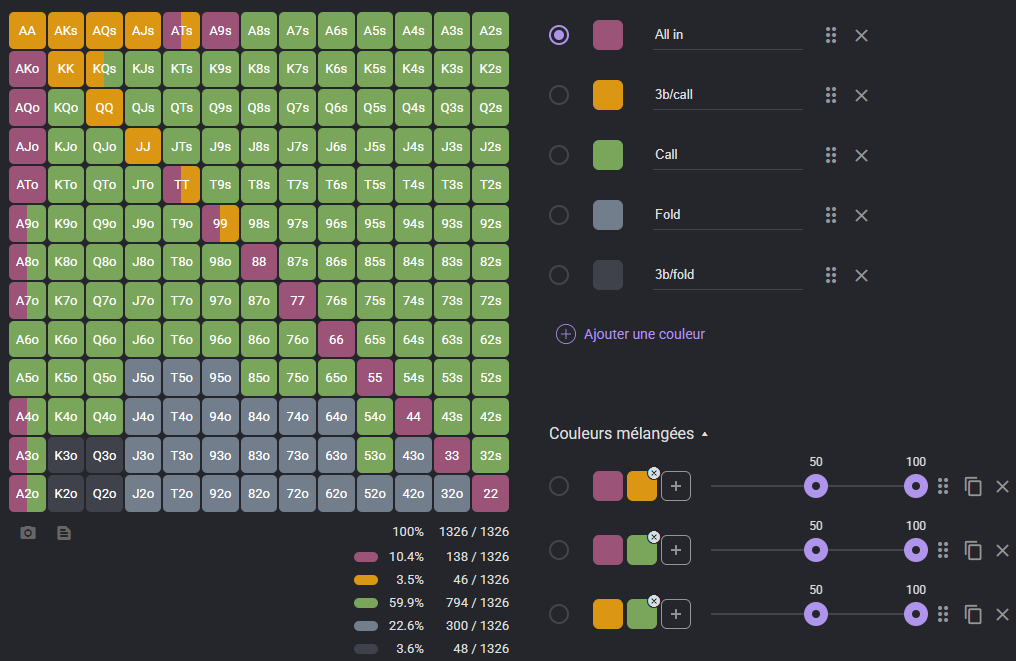 AA AKs AQs AJs ATs A9s A8s A7s A6s A5s A4s A3s A2s
AKo KK KQs KJs KTs K9s K8s K7s K6s K5s K4s K3s K2s
AQo KQo QQ QJs QTs Q9s Q8s Q7s Q6s Q5s Q4s Q3s Q2s
AJo KJo QJo JJ JTs J9s J8s J7s J6s J5s J4s J3s J2s
ATo KTo QTo JTo TT T9s T8s T7s T6s T5s T4s T3s T2s
A9o K9o Q9o J9o T9o 99 98s 97s 96s 95s 94s 93s 92s
A8o K8o Q8o J8o T8o 98o 88 87s 86s 85s 84s 83s 82s
A7o K7o Q7o J7o T7o 97o 87o 77 76s 75s 74s 73s 72s
A6o K6o Q6o J6o T6o 96o 86o 76o 66 65s 64s 63s 62s
A5o K5o Q5o J5o T5o 95o 85o 75o 65o 55 54s 53s 52s
A4o K4o Q4o J4o T4o 94o 84o 74o 64o 54o 44 43s 42s
A3o K3o Q3o J3o T3o 93o 83o 73o 63o 53o 43o 33 32s
A2o K2o Q2o J2o T2o 92o 82o 72o 62o 52o 42o 32o 22
100% 1326 / 1326
10.4% 138 / 1326
3.5% 46 / 1326
59.9% 794 / 1326
22.6% 300 / 1326
3.6% 48 / 1326
All in
3b/call
Call
Fold
3b/fold
Ajouter une couleur
Couleurs mélangées
50 100
50 100
50 100